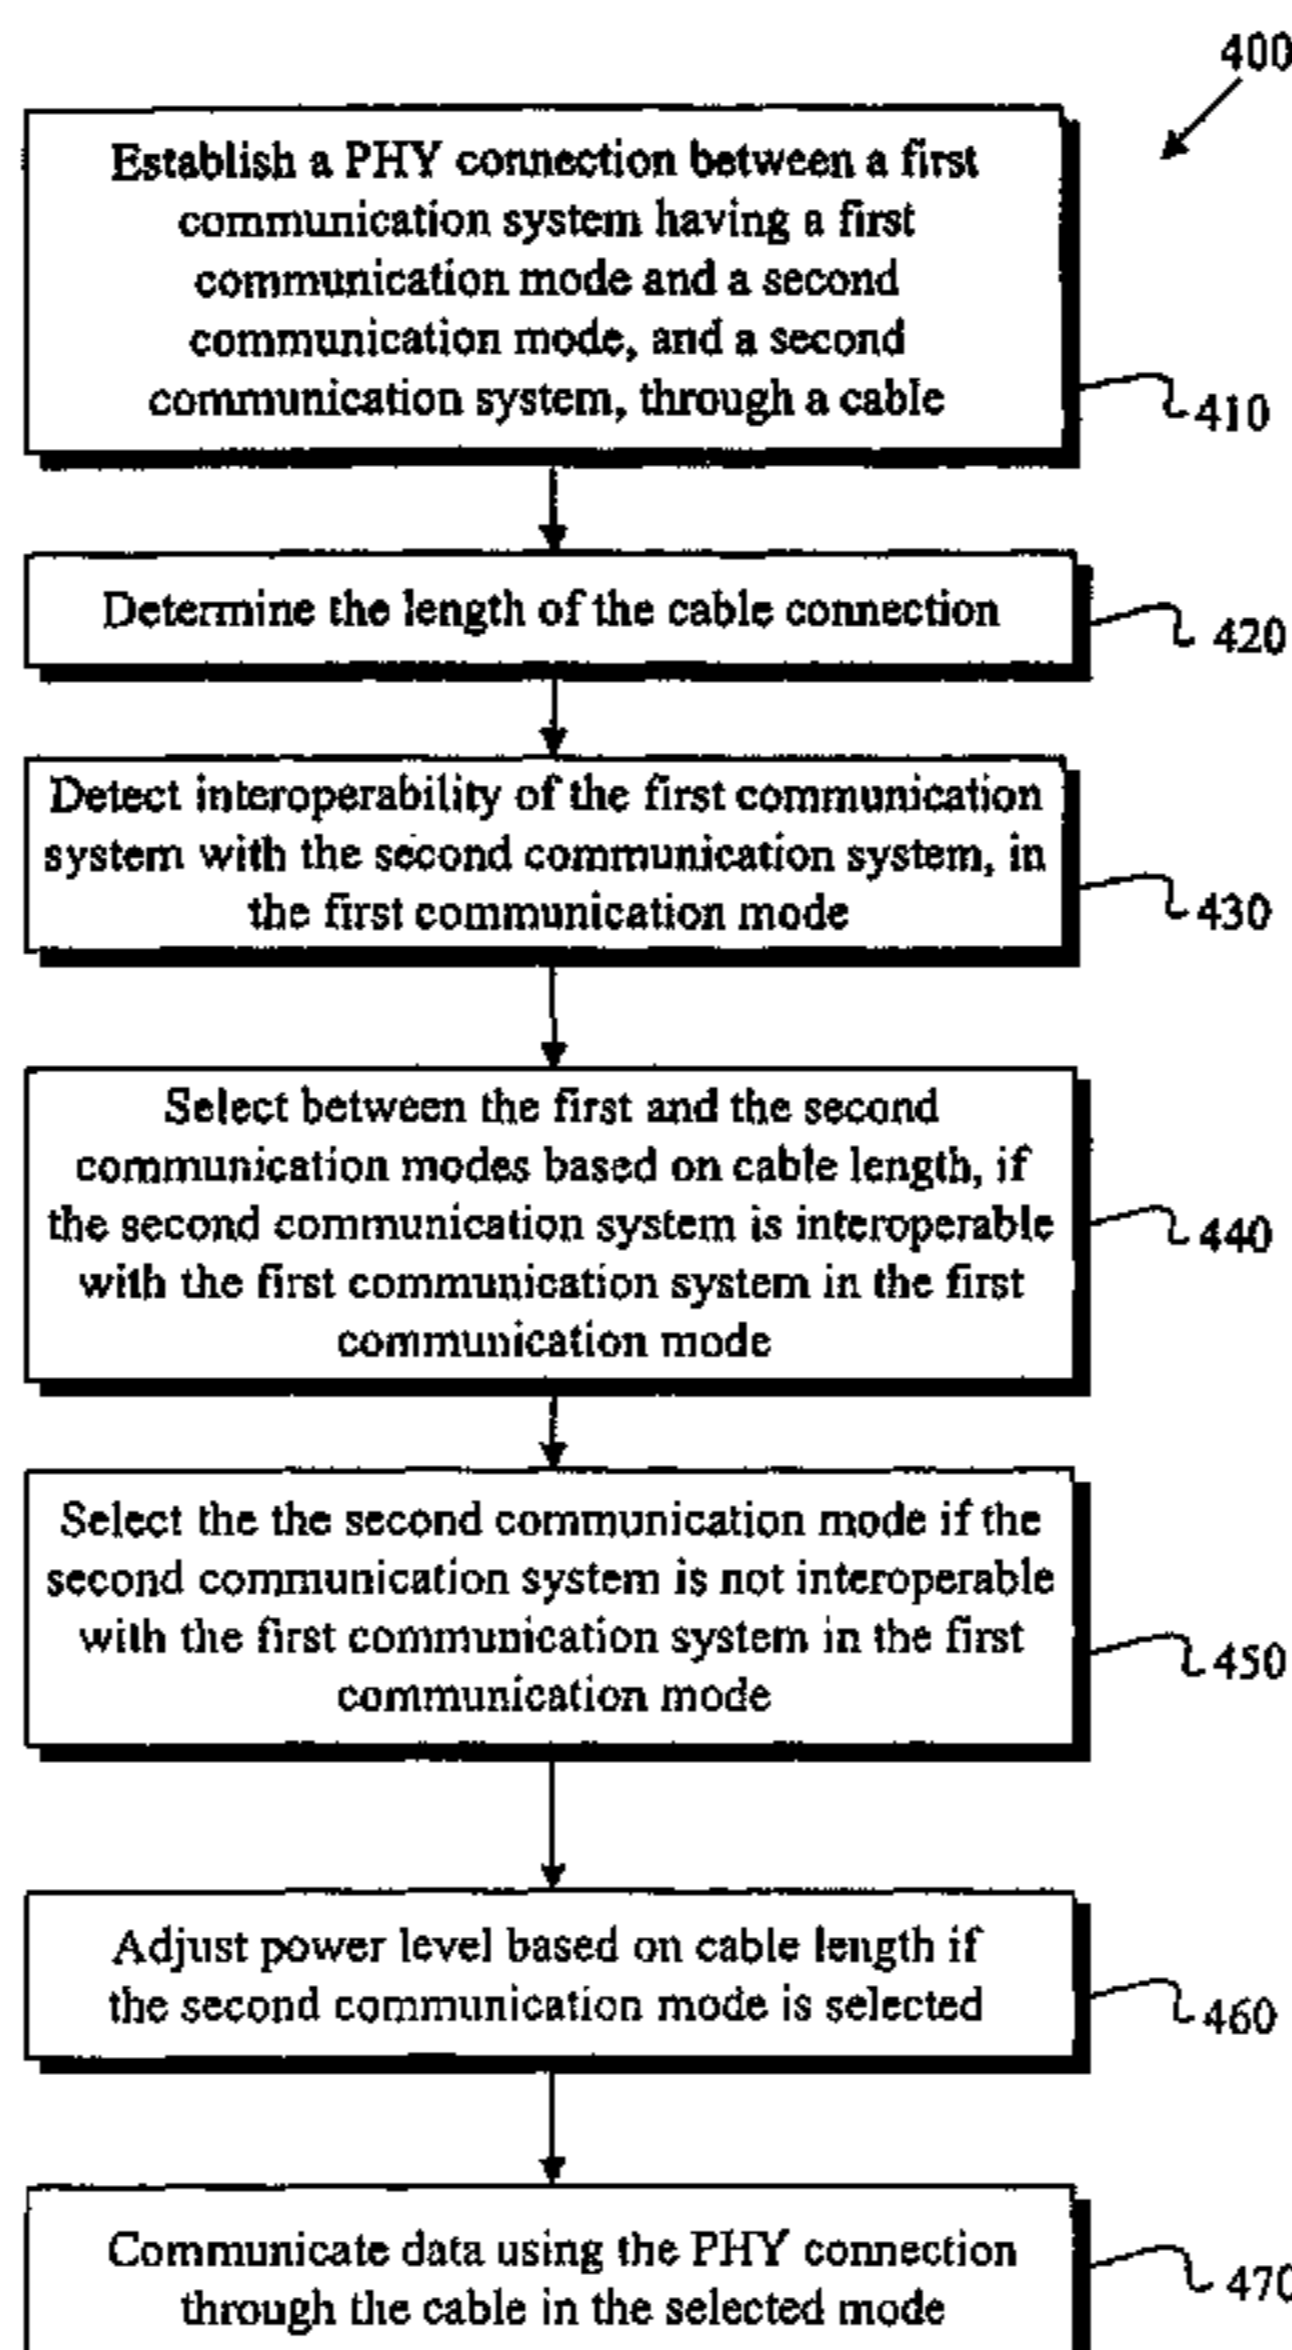 400
Establish a PHY connection between a first
communication system having a first
communication mode and a second
communication mode, and a second
communication system, through a cable
410
Determine the length of the cable connection
420
Detect interoperability of the first communication
system with the second communication system, in
the first communication mode
430
Select between the first and the second
communication modes based on cable length, if
the second communication system is interoperable
with the first communication system in the first
communication mode
440
Select the the second communication mode if the
second communication system is not interoperable
with the first communication system in the first
communication mode
450
Adjust power level based on cable length if
the second communication mode is selected
460
Communicate data using the PHY connection
through the cable in the selected mode
470